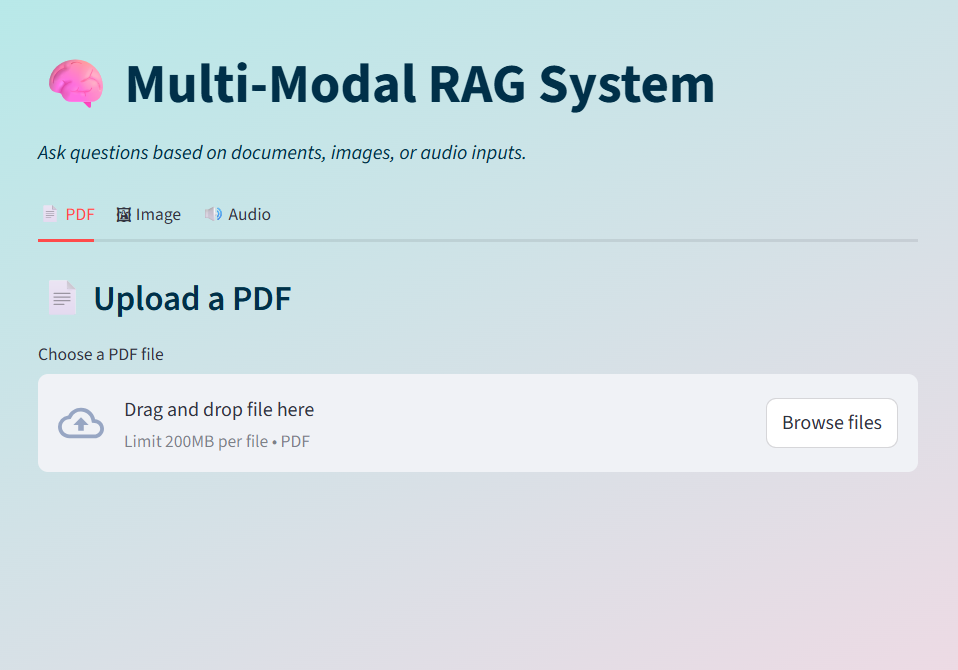 Multi-Modal RAG System
Ask questions based on documents, images, or audio inputs.
PDF Image Audio
Upload a PDF
Choose a PDF file
Drag and drop file here
Limit 200MB per file • PDF
Browse files